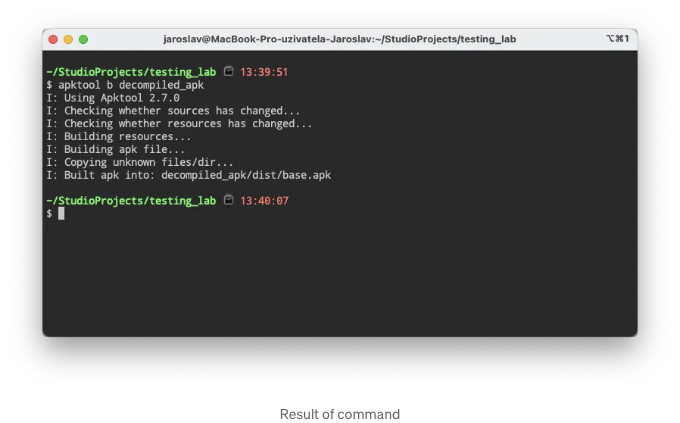 jaroslav@MacBook-Pro-uzivatela-Jaroslav:~/StudioProjects/testing_lab
⌥⌘1
~/StudioProjects/testing_lab 13:39:51
$ apktool b decompiled_apk
I: Using Apktool 2.7.0
I: Checking whether sources has changed...
I: Checking whether resources has changed...
I: Building resources...
I: Building apk file...
I: Copying unknown files/dir...
I: Built apk into: decompiled_apk/dist/base.apk
~/StudioProjects/testing_lab 13:40:07
$
Result of command